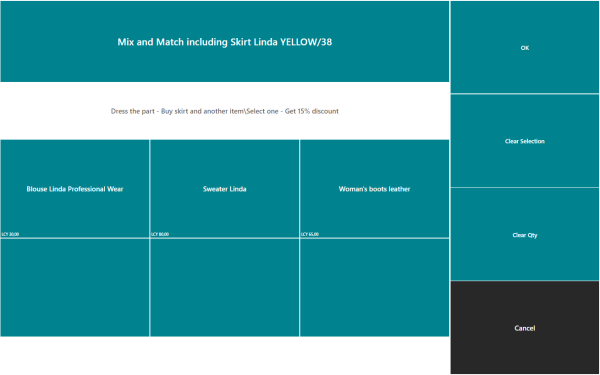 Mix and Match including Skirt Linda YELLOW/38
OK
Dress the part - Buy skirt and another item\Select one - Get 15% discount
Clear Selection
Blouse Linda Professional Wear
Sweater Linda
Woman's boots leather
LCY 30.00
LCY 80.00
LCY 65.00
Clear Qty
Cancel